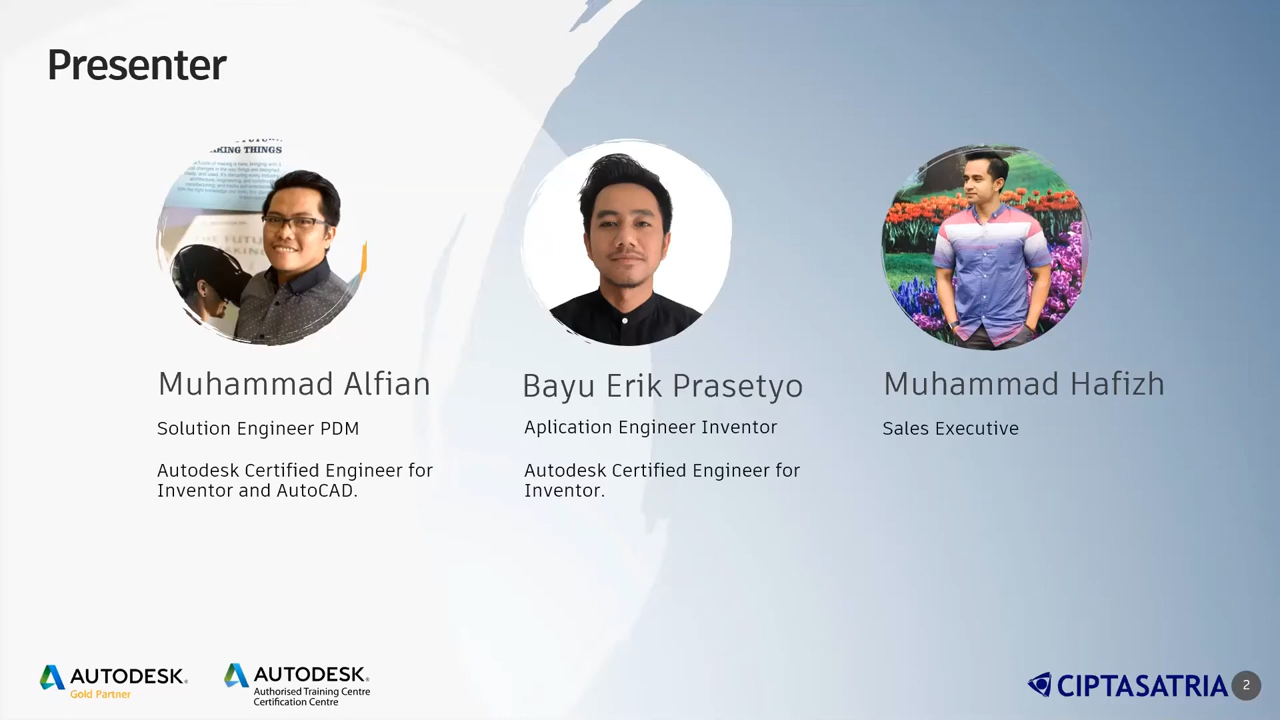 Presenter
AKING THINGS
Muhammad Alfian
Solution Engineer PDM
Autodesk Certified Engineer for
Inventor and AutoCAD.
Bayu Erik Prasetyo
Aplication Engineer Inventor
Autodesk Certified Engineer for
Inventor.
Muhammad Hafizh
Sales Executive
AUTODESK®
Gold Partner
AUTODESK®
Authorised Training Centre
Certification Centre
CIPTASATRIA
2